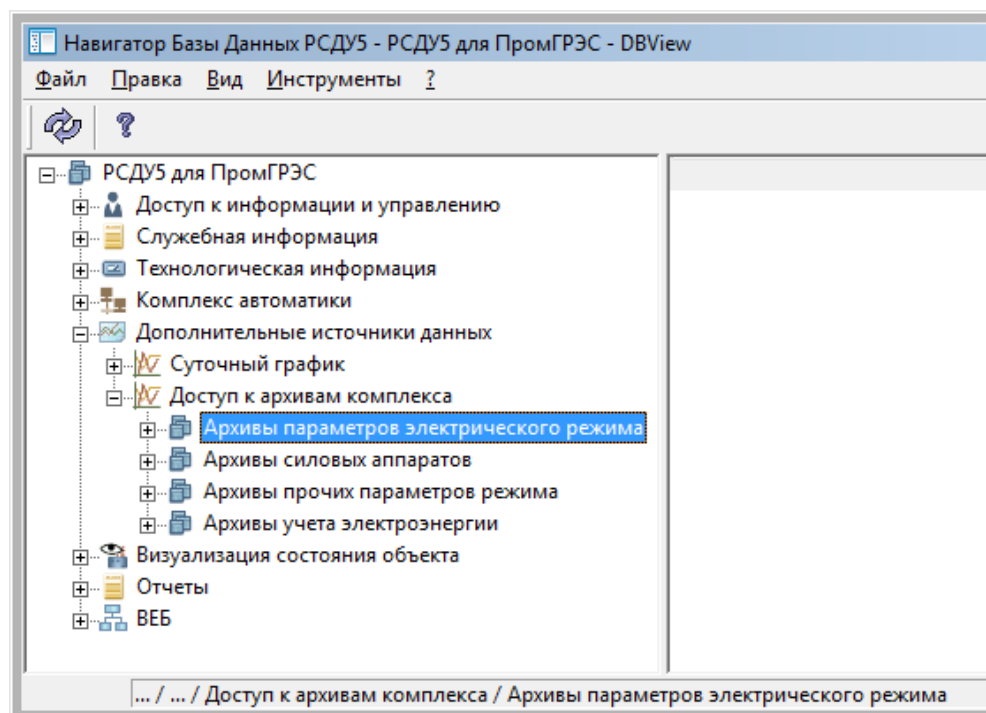 Навигатор Базы Данных РСДУ5 - РСДУ5 для ПромГРЭС - DBView
Файл Правка Вид Инструменты ?
РСДУ5 для ПромГРЭС
Доступ к информации и управлению
Служебная информация
Технологическая информация
Комплекс автоматики
Дополнительные источники данных
Суточный график
Доступ к архивам комплекса
Архивы параметров электрического режима
Архивы силовых аппаратов
Архивы прочих параметров режима
Архивы учета электроэнергии
Визуализация состояния объекта
Отчеты
ВЕБ
... / ... / Доступ к архивам комплекса / Архивы параметров электрического режима